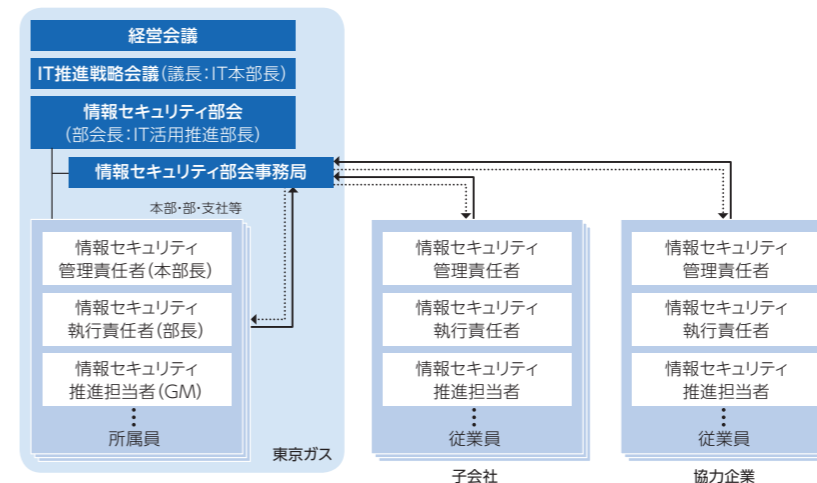 経営会議
IT推進戦略会議(議長:IT本部長)
情報セキュリティ部会
(部会長:IT活用推進部長)
情報セキュリティ部会事務局
本部・部・支社等
情報セキュリティ
管理責任者(本部長)
情報セキュリティ
執行責任者(部長)
情報セキュリティ
推進担当者(GM)
所属員
東京ガス
情報セキュリティ
管理責任者
情報セキュリティ
執行責任者
情報セキュリティ
推進担当者
従業員
子会社
情報セキュリティ
管理責任者
情報セキュリティ
執行責任者
情報セキュリティ
推進担当者
従業員
協力企業